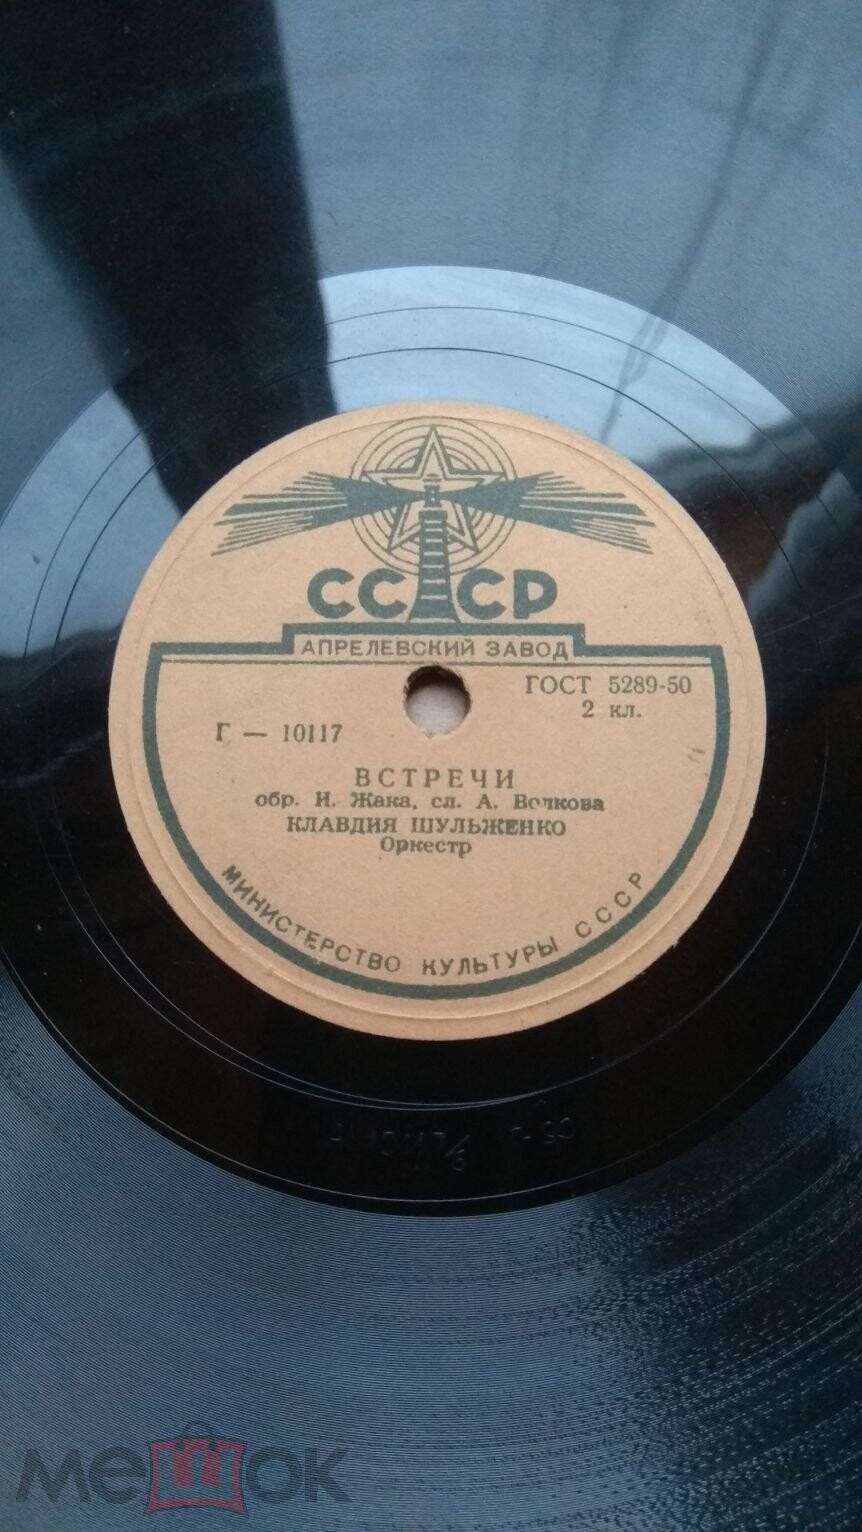 СССР
АПРЕЛЕВСКИЙ ЗАВОД
ГОСТ 5289-50
2 кл.
Г — 10117
ВСТРЕЧИ
обр. И. Жака, сл. А. Волкова
КЛАВДИЯ ШУЛЬЖЕНКО
Оркестр
МИНИСТЕРСТВО КУЛЬТУРЫ СССР
мешок